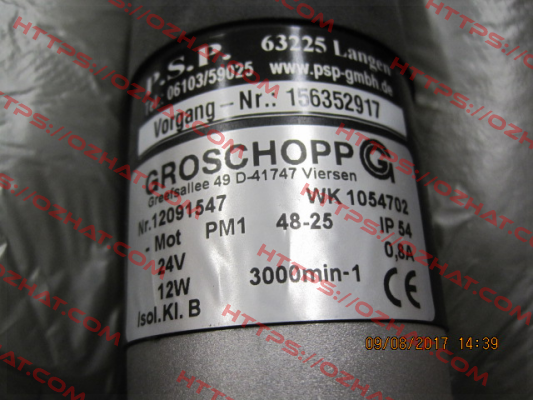 P.S.P. 63225 Langen
Tel.: 06103/59025 www.psp-gmbh.de
Vorgang - Nr.: 156352917
GROSCHOPP G
Greefsallee 49 D-41747 Viersen
Nr.12091547 WK 1054702
- Mot PM1 48-25 IP 54
24V 0,8A
12W 3000min-1 CE
Isol.Kl. B
09/08/2017 14:39
HTTPS://OZHAT.COM